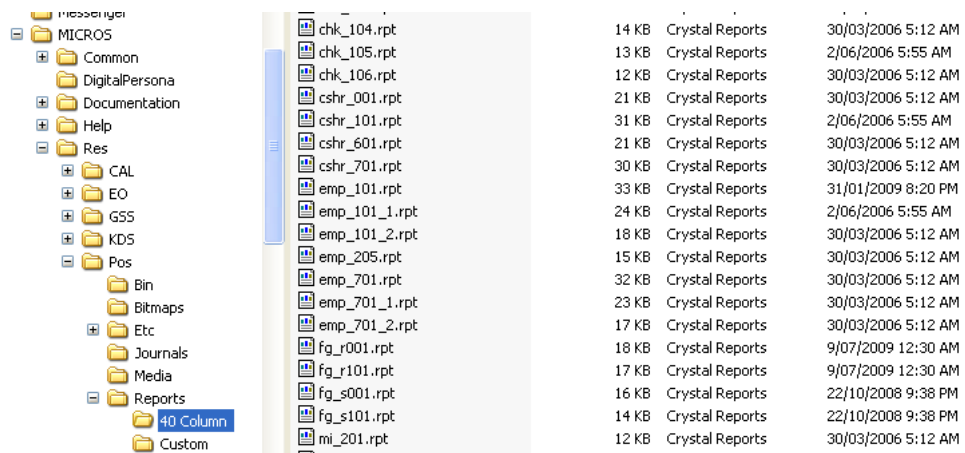 Messenger
MICROS
Common
DigitalPersona
Documentation
Help
Res
CAL
EO
GSS
KDS
Pos
Bin
Bitmaps
Etc
Journals
Media
Reports
40 Column
Custom
chk_104.rpt 14 KB Crystal Reports 30/03/2006 5:12 AM
chk_105.rpt 13 KB Crystal Reports 2/06/2006 5:55 AM
chk_106.rpt 12 KB Crystal Reports 30/03/2006 5:12 AM
cshr_001.rpt 21 KB Crystal Reports 30/03/2006 5:12 AM
cshr_101.rpt 31 KB Crystal Reports 2/06/2006 5:55 AM
cshr_601.rpt 21 KB Crystal Reports 30/03/2006 5:12 AM
cshr_701.rpt 30 KB Crystal Reports 30/03/2006 5:12 AM
emp_101.rpt 33 KB Crystal Reports 31/01/2009 8:20 PM
emp_101_1.rpt 24 KB Crystal Reports 2/06/2006 5:55 AM
emp_101_2.rpt 18 KB Crystal Reports 30/03/2006 5:12 AM
emp_205.rpt 15 KB Crystal Reports 30/03/2006 5:12 AM
emp_701.rpt 32 KB Crystal Reports 30/03/2006 5:12 AM
emp_701_1.rpt 23 KB Crystal Reports 30/03/2006 5:12 AM
emp_701_2.rpt 17 KB Crystal Reports 30/03/2006 5:12 AM
fg_r001.rpt 18 KB Crystal Reports 9/07/2009 12:30 AM
fg_r101.rpt 17 KB Crystal Reports 9/07/2009 12:30 AM
fg_s001.rpt 16 KB Crystal Reports 22/10/2008 9:38 PM
fg_s101.rpt 14 KB Crystal Reports 22/10/2008 9:38 PM
mi_201.rpt 12 KB Crystal Reports 30/03/2006 5:12 AM